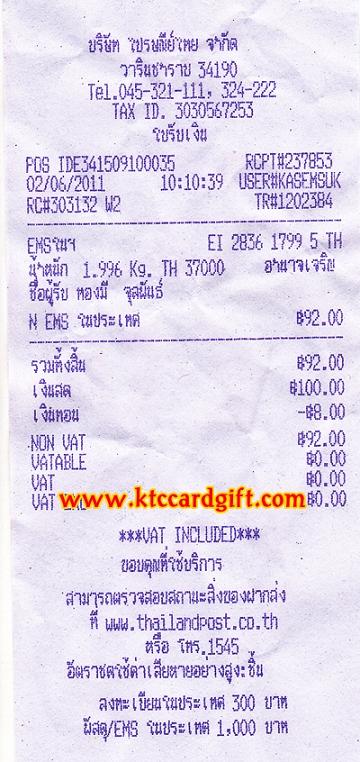 บริษัท ไปรษณีย์ไทย จำกัด
วารินชำราบ 34190
Tel.045-321-111, 324-222
TAX ID. 3030567253
ใบรับเงิน
POS IDE341509100035 RCPT#237853
02/06/2011 10:10:39 USER#KASEMSUK
RC#303132 W2 TR#1202384
EMSในฯ EI 2836 1799 5 TH
น้ำหนัก 1.996 Kg. TH 37000 อำนาจเจริญ
ชื่อผู้รับ ทองมี จุลพันธ์
N EMS ในประเทศ ฿92.00
รวมทั้งสิ้น ฿92.00
เงินสด ฿100.00
เงินทอน -฿8.00
NON VAT ฿92.00
VATABLE ฿0.00
VAT ฿0.00
VAT ฿0.00
www.ktccardgift.com
***VAT INCLUDED***
ขอบคุณที่ใช้บริการ
สามารถตรวจสอบสถานะสิ่งของฝากส่ง
ที่ www.thailandpost.co.th
หรือ โทร.1545
อัตราชดใช้ค่าเสียหายอย่างสูง:ชิ้น
ลงทะเบียนในประเทศ 300 บาท
พัสดุ/EMS ในประเทศ 1,000 บาท